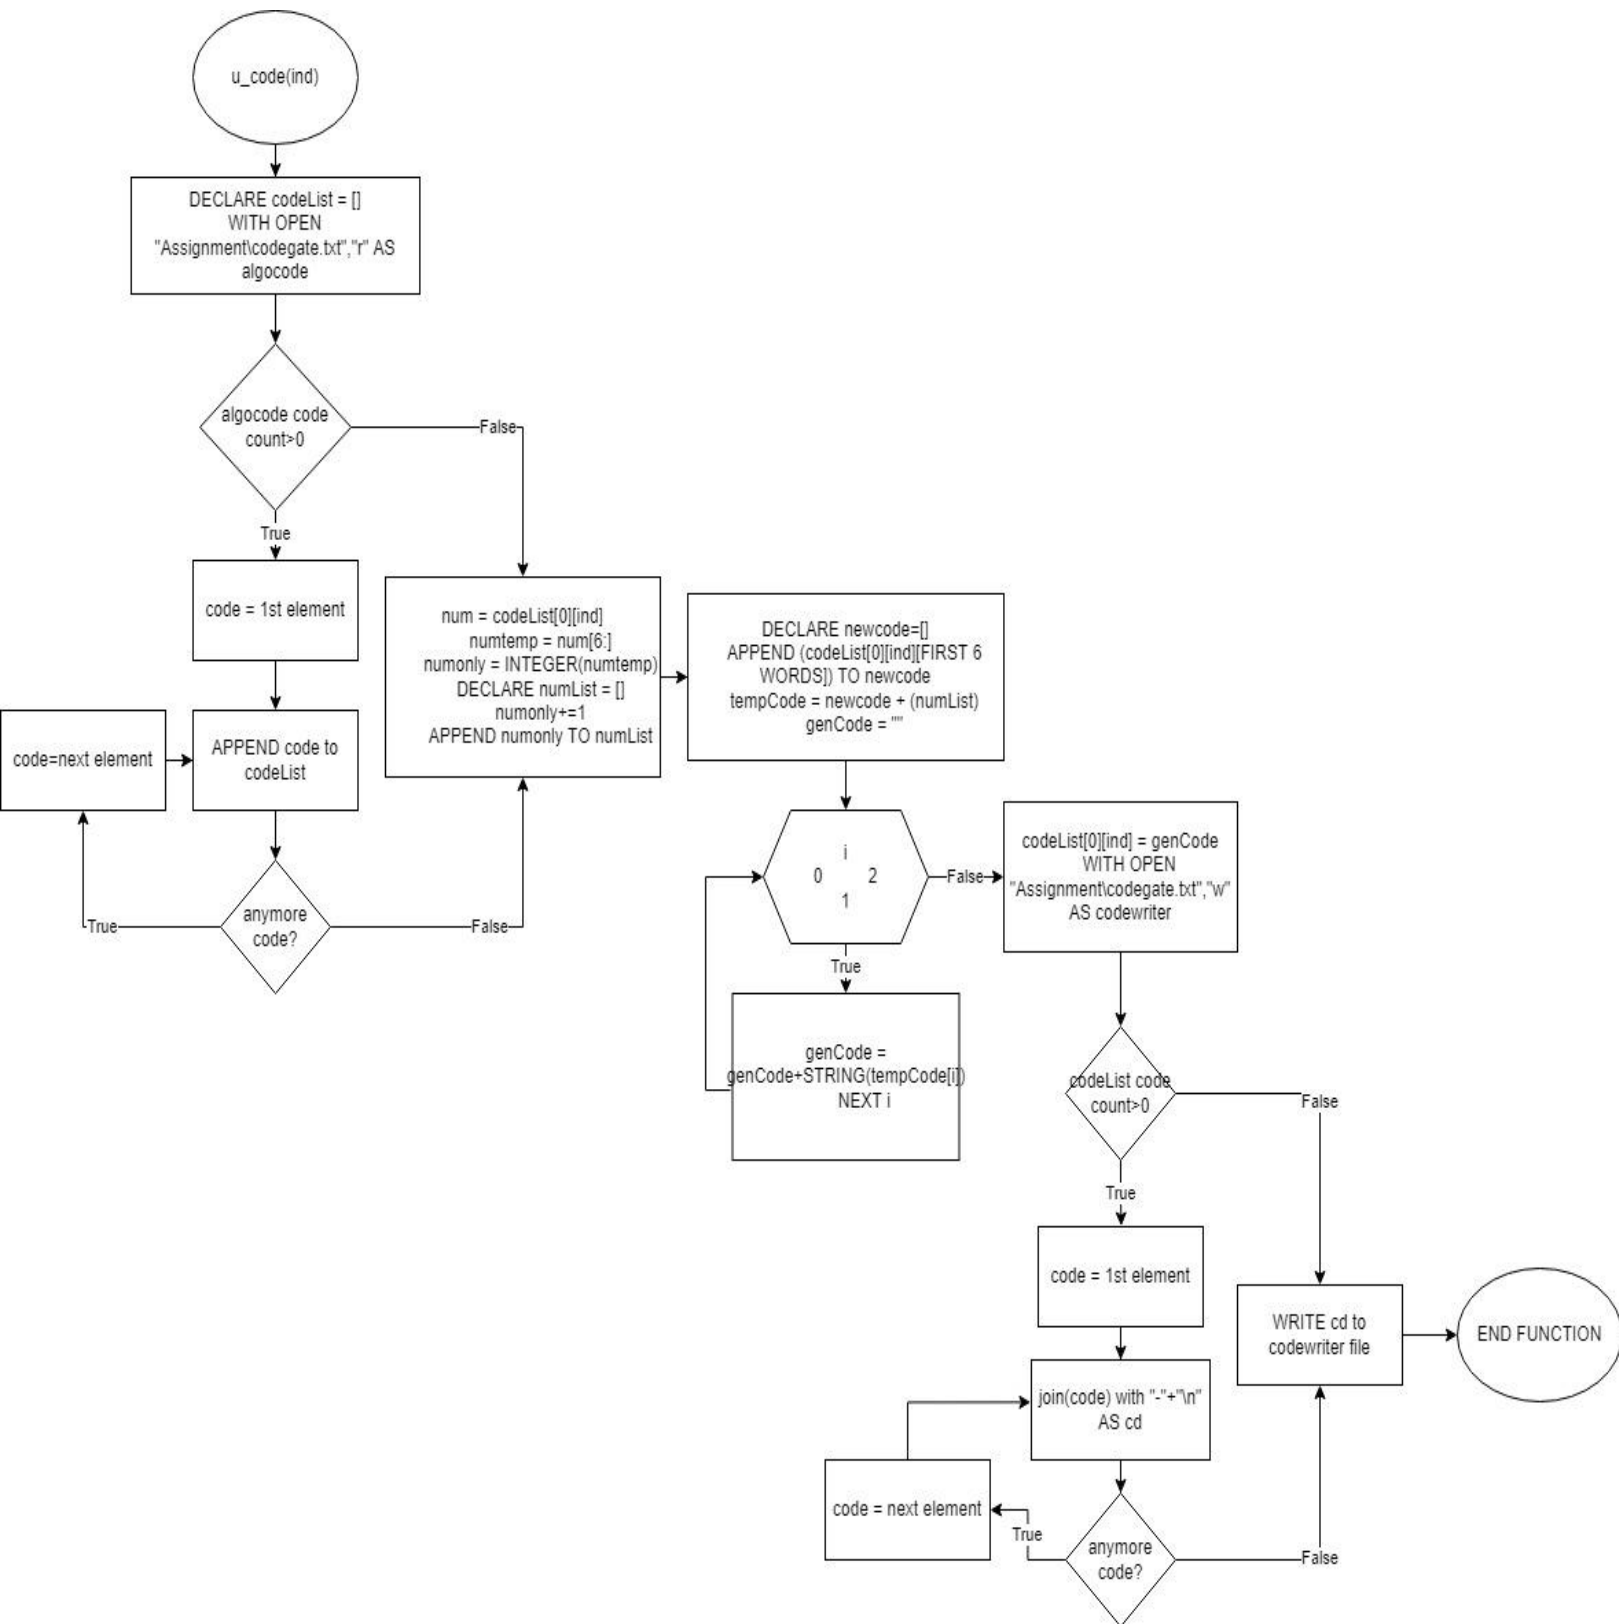 u_code(ind)
DECLARE codeList = []
WITH OPEN
"Assignment\codegate.txt","r" AS
algocode
algocode code
count>0
False
True
code = 1st element
code=next element
APPEND code to
codeList
anymore
code?
True
False
num = codeList[0][ind]
numtemp = num[6:]
numonly = INTEGER(numtemp)
DECLARE numList = []
numonly+=1
APPEND numonly TO numList
DECLARE newcode=[]
APPEND (codeList[0][ind][FIRST 6
WORDS]) TO newcode
tempCode = newcode + (numList)
genCode = ""
i
0 2
1
False
True
genCode =
genCode+STRING(tempCode[i])
NEXT i
codeList[0][ind] = genCode
WITH OPEN
"Assignment\codegate.txt","w"
AS codewriter
codeList code
count>0
False
True
code = 1st element
join(code) with "-"+"\n"
AS cd
code = next element
True
anymore
code?
False
WRITE cd to
codewriter file
END FUNCTION